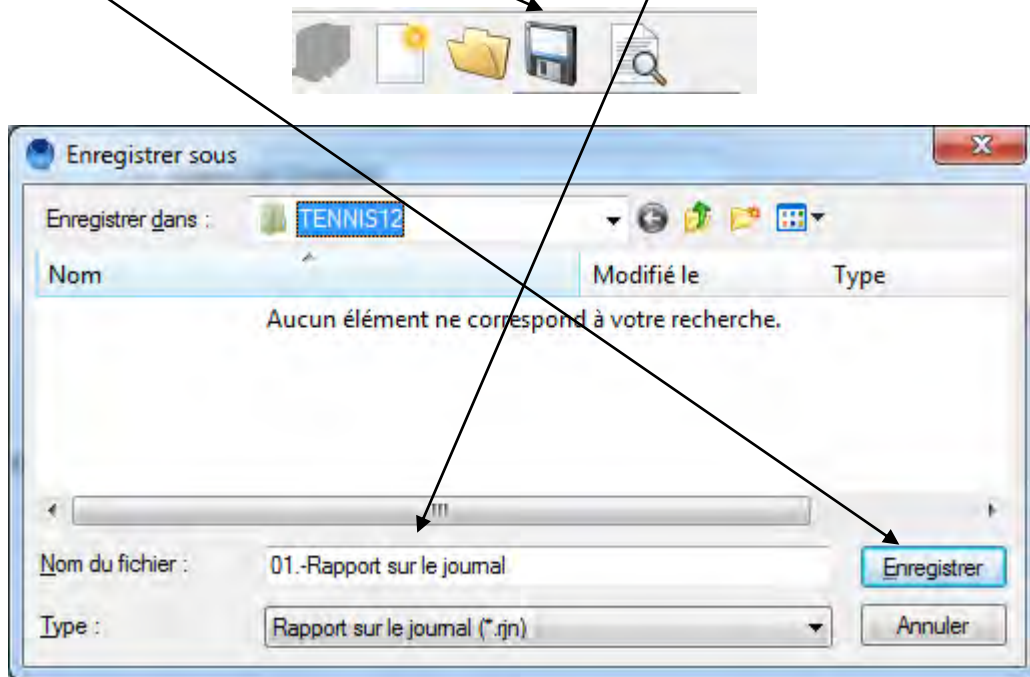 Enregistrer sous
Enregistrer dans : TENNIS12
Nom Modifié le Type
Aucun élément ne correspond à votre recherche.
Nom du fichier : 01.-Rapport sur le journal Enregistrer
Type : Rapport sur le journal (*.rjn) Annuler